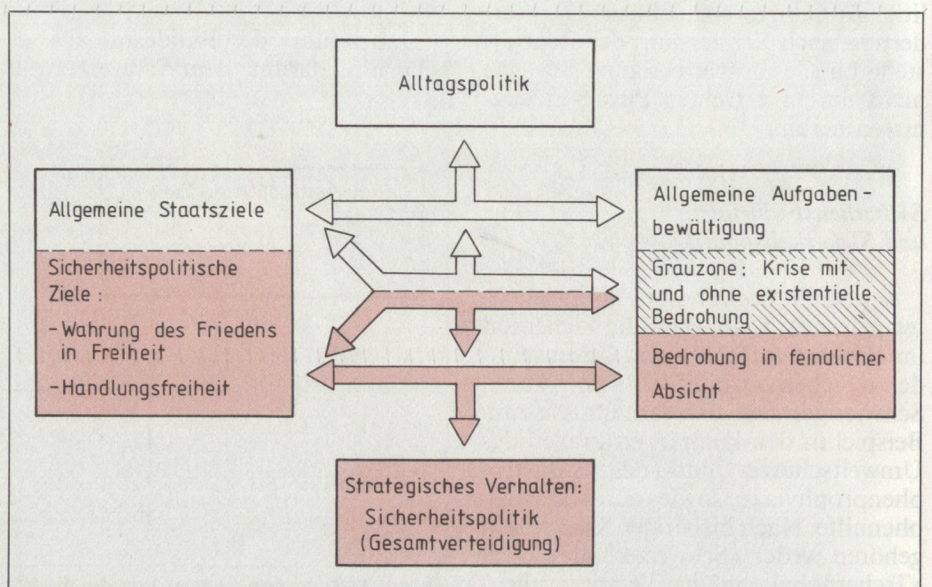 Alltagspolitik
Allgemeine Staatsziele
Sicherheitspolitische
Ziele:
-Wahrung des Friedens
in Freiheit
-Handlungsfreiheit
Allgemeine Aufgaben-
bewältigung
Grauzone: Krise mit
und ohne existentielle
Bedrohung
Bedrohung in feindlicher
Absicht
Strategisches Verhalten:
Sicherheitspolitik
(Gesamtverteidigung)